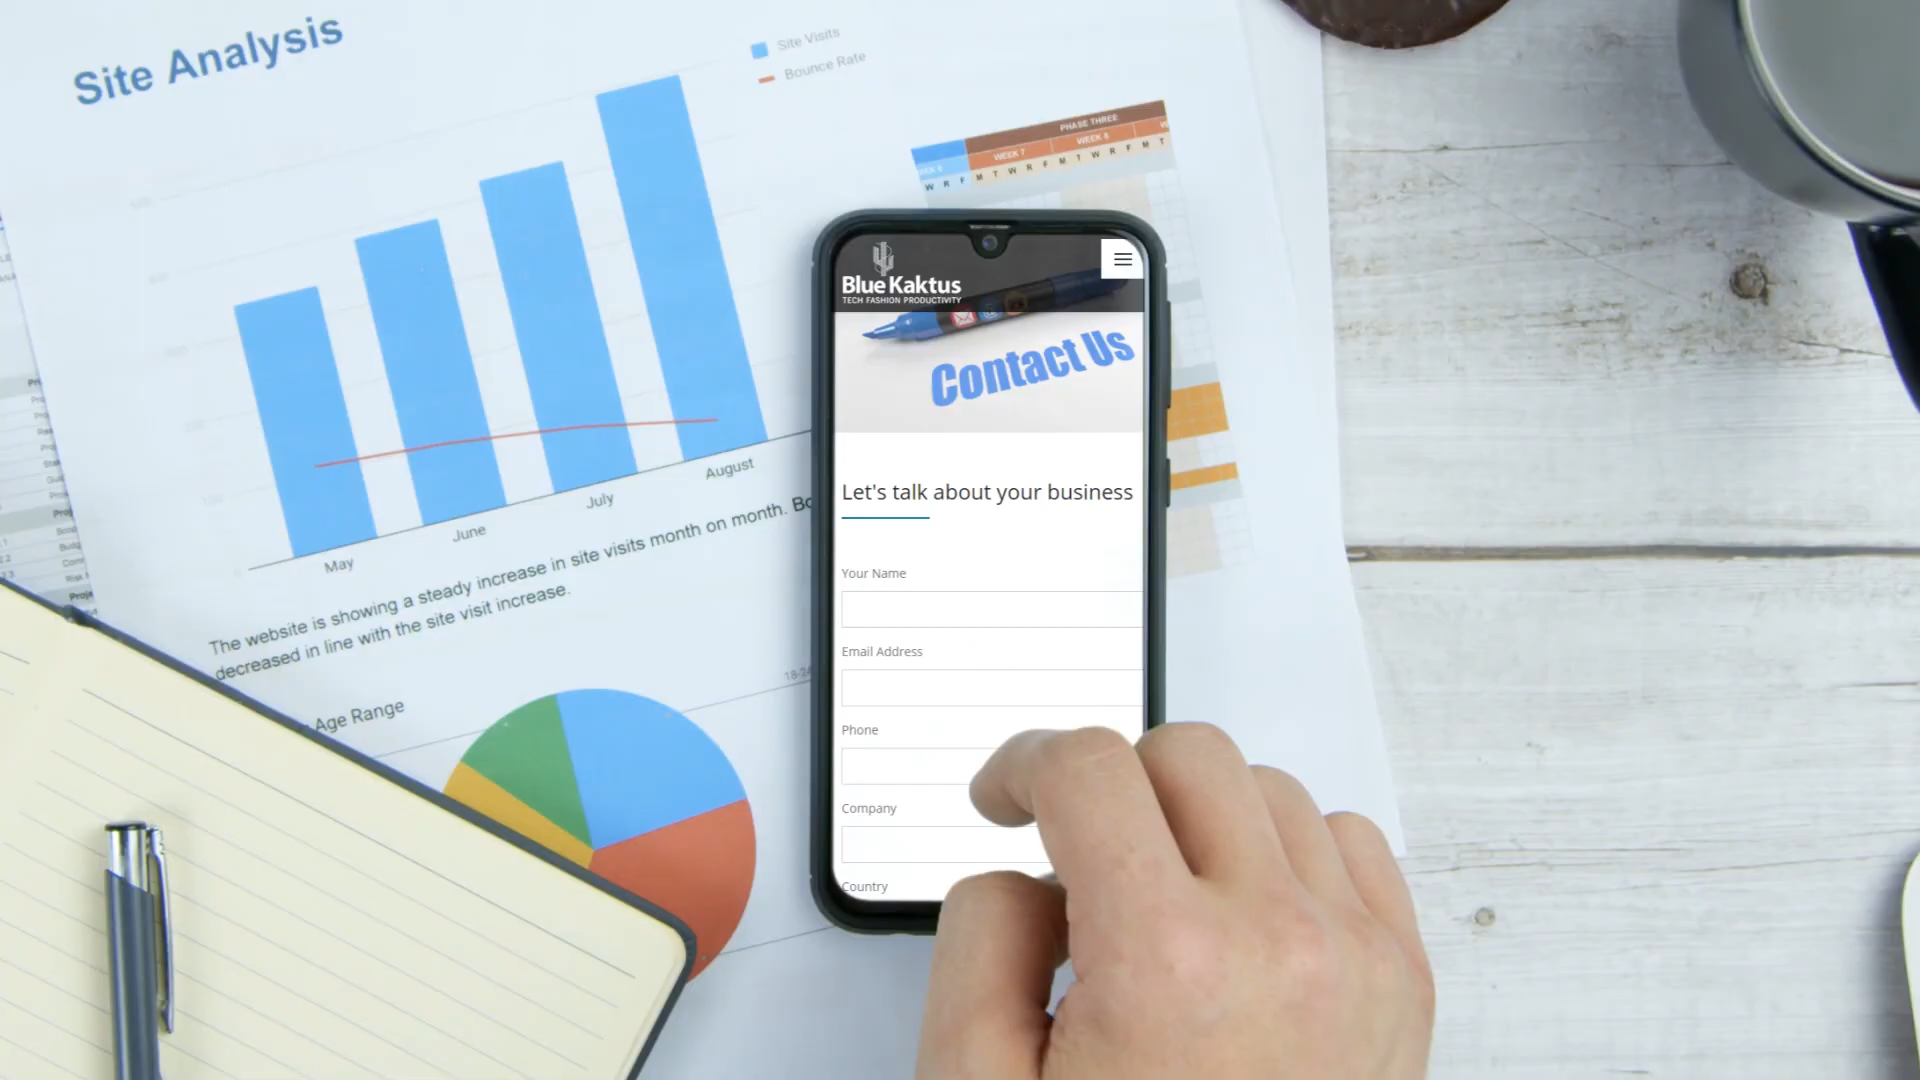 Site Analysis
Site Visits
Bounce Rate
May
June
July
August
The website is showing a steady increase in site visits month on month.
decreased in line with the site visit increase.
Age Range
PHASE THREE
WEEK 7
WEEK 8
W R F M T W R F M T W R F M T
Blue Kaktus
TECH FASHION PRODUCTIVITY
Contact Us
Let's talk about your business
Your Name
Email Address
Phone
Company
Country